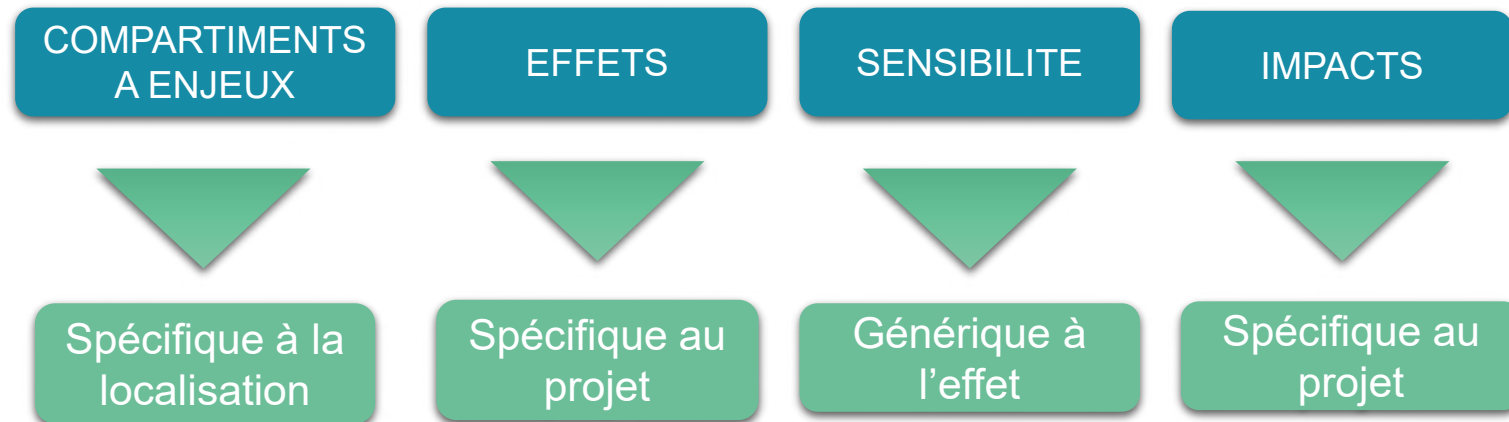 COMPARTIMENTS
A ENJEUX
EFFETS
SENSIBILITE
IMPACTS
Spécifique à la
localisation
Spécifique au
projet
Générique à
l’effet
Spécifique au
projet